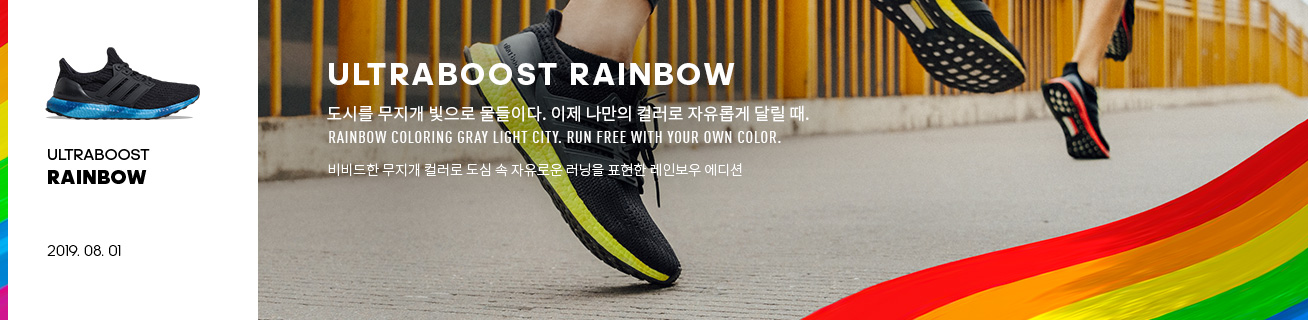 ULTRABOOST
RAINBOW
2019. 08. 01
ULTRABOOST RAINBOW
도시를 무지개 빛으로 물들이다. 이제 나만의 컬러로 자유롭게 달릴 때.
RAINBOW COLORING GRAY LIGHT CITY. RUN FREE WITH YOUR OWN COLOR.
비비드한 무지개 컬러로 도심 속 자유로운 러닝을 표현한 레인보우 에디션